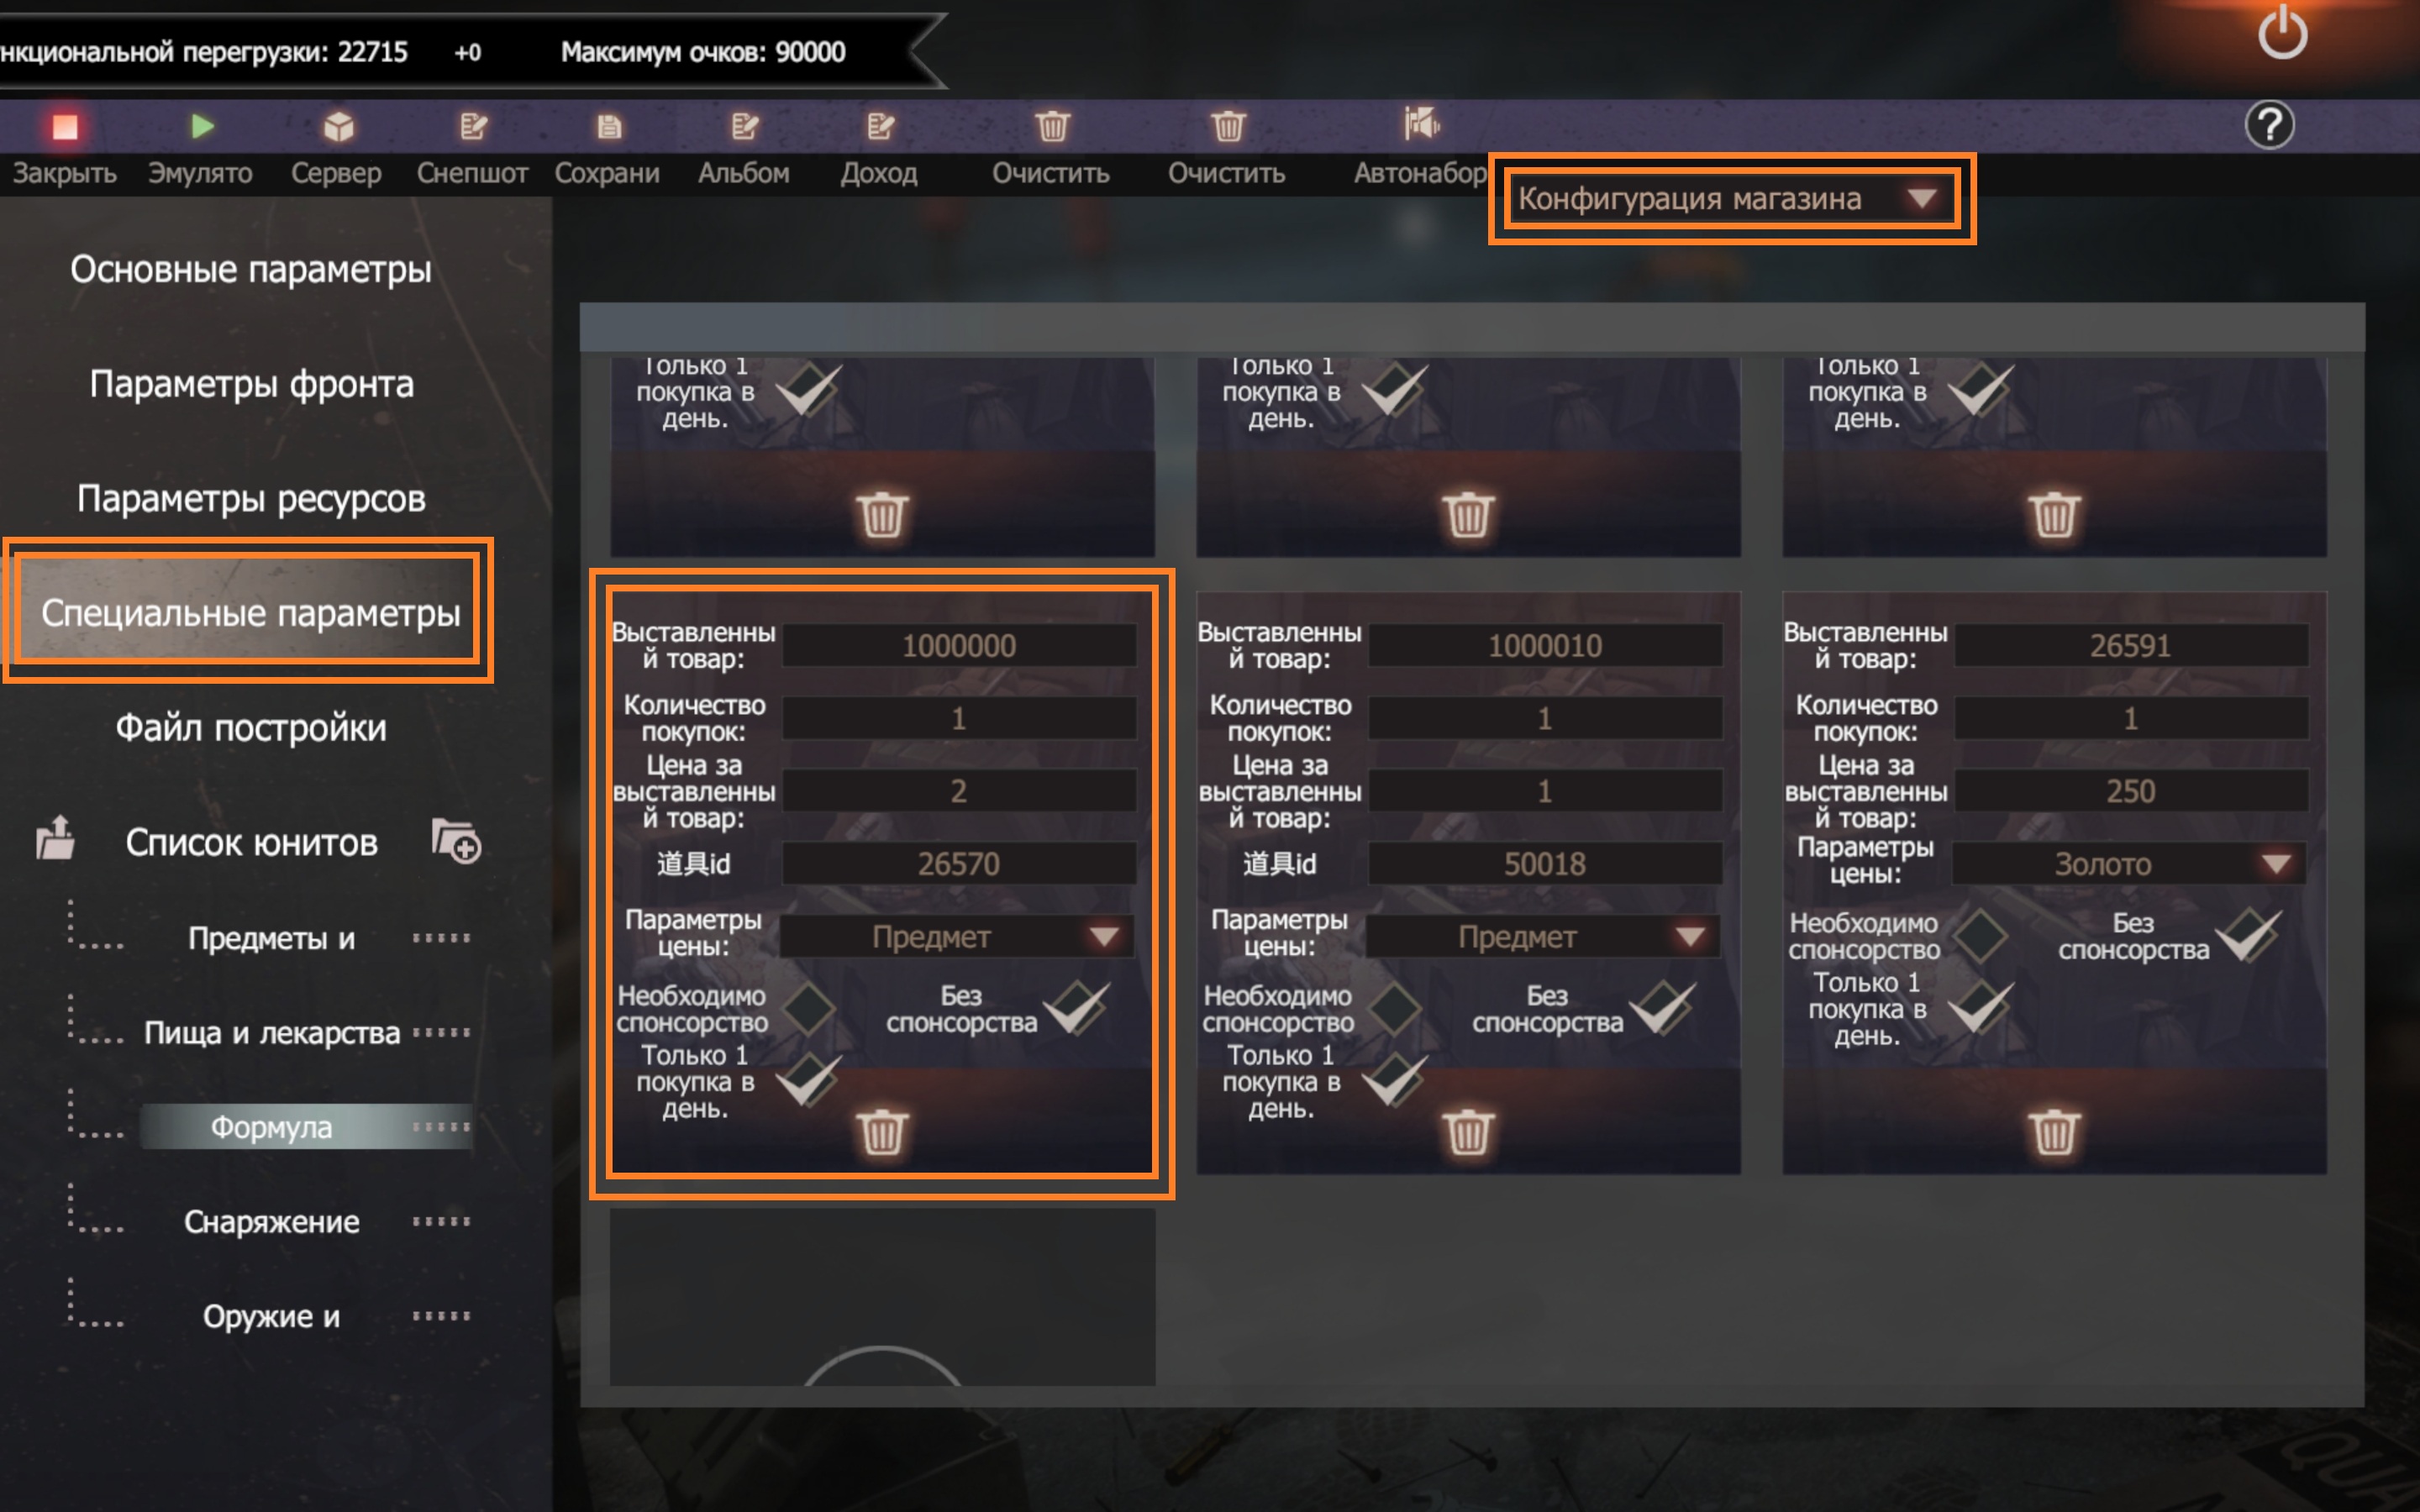 нкциональной перегрузки: 22715 +0 Максимум очков: 90000
Закрыть Эмулято Сервер Снепшот Сохрани Альбом Доход Очистить Очистить Автонабор
?
Конфигурация магазина
Основные параметры
Параметры фронта
Параметры ресурсов
Специальные параметры
Файл постройки
Список юнитов
Предметы и
Пища и лекарства
Формула
Снаряжение
Оружие и
Только 1
покупка в
день.
Только 1
покупка в
день.
Только 1
покупка в
день.
Выставленны
й товар:
1000000
Количество
покупок:
1
Цена за
выставленны
й товар:
2
道具id
26570
Параметры
цены:
Предмет
Необходимо
спонсорство
Без
спонсорства
Только 1
покупка в
день.
Выставленны
й товар:
1000010
Количество
покупок:
1
Цена за
выставленны
й товар:
1
道具id
50018
Параметры
цены:
Предмет
Необходимо
спонсорство
Без
спонсорства
Только 1
покупка в
день.
Выставленны
й товар:
26591
Количество
покупок:
1
Цена за
выставленны
й товар:
250
Параметры
цены:
Золото
Необходимо
спонсорство
Без
спонсорства
Только 1
покупка в
день.